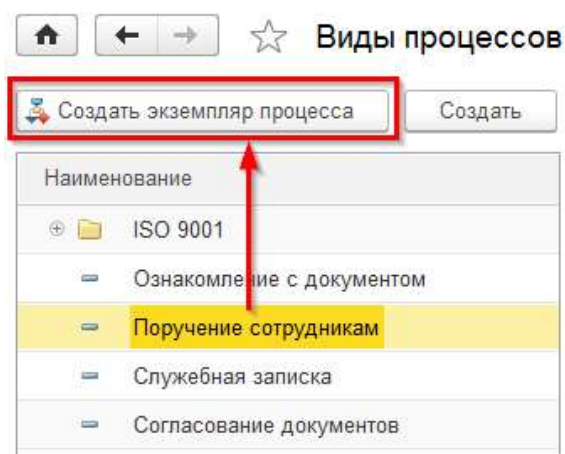 Виды процессов
Создать экземпляр процесса Создать
Наименование
ISO 9001
Ознакомление с документом
Поручение сотрудникам
Служебная записка
Согласование документов